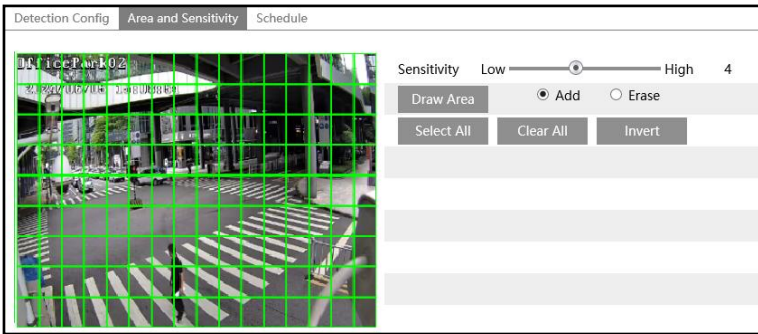 Detection Config Area and Sensitivity Schedule
OfficePark02
Sensitivity Low High 4
Draw Area Add Erase
Select All Clear All Invert